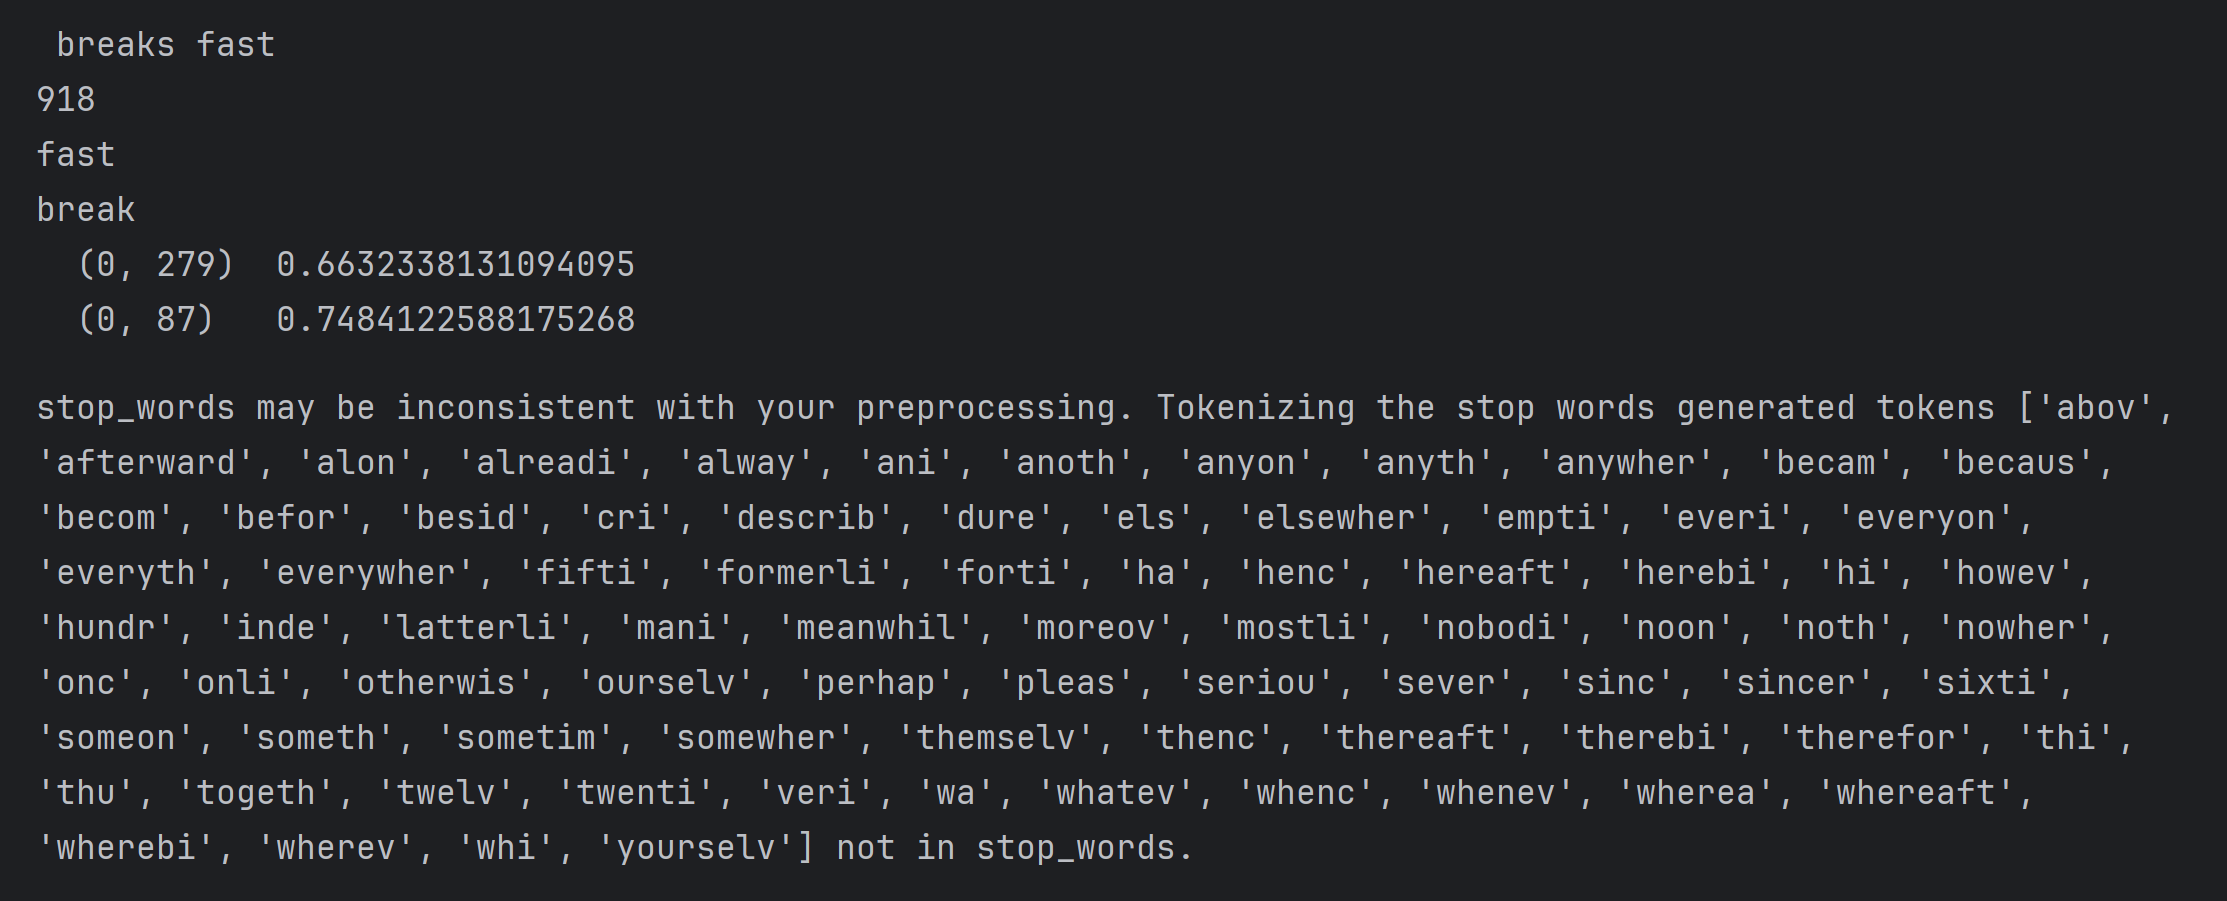 breaks fast
918
fast
break
(0, 279)	0.6632338131094095
(0, 87)	0.7484122588175268
stop_words may be inconsistent with your preprocessing. Tokenizing the stop words generated tokens ['abov',
'afterward', 'alon', 'alreadi', 'alway', 'ani', 'anoth', 'anyon', 'anyth', 'anywher', 'becam', 'becaus',
'becom', 'befor', 'besid', 'cri', 'describ', 'dure', 'els', 'elsewher', 'empti', 'everi', 'everyon',
'everyth', 'everywher', 'fifti', 'formerli', 'forti', 'ha', 'henc', 'hereaft', 'herebi', 'hi', 'howev',
'hundr', 'inde', 'latterli', 'mani', 'meanwhil', 'moreov', 'mostli', 'nobodi', 'noon', 'noth', 'nowher',
'onc', 'onli', 'otherwis', 'ourselv', 'perhap', 'pleas', 'seriou', 'sever', 'sinc', 'sincer', 'sixti',
'someon', 'someth', 'sometim', 'somewher', 'themselv', 'thenc', 'thereaft', 'therebi', 'therefor', 'thi',
'thu', 'togeth', 'twelv', 'twenti', 'veri', 'wa', 'whatev', 'whenc', 'whenev', 'wherea', 'whereaft',
'wherebi', 'wherev', 'whi', 'yourselv'] not in stop_words.